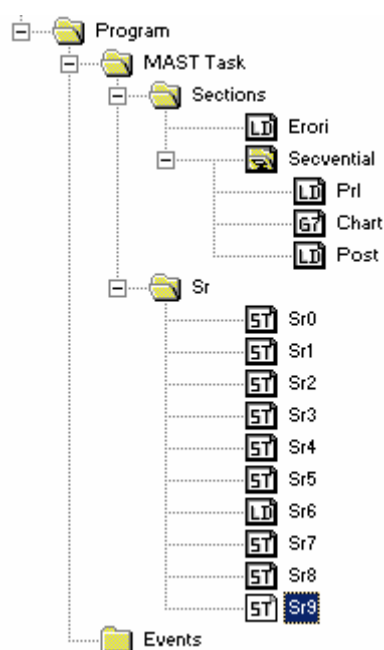 Program
MAST Task
Sections
LD Erori
Secvential
LD Prl
G7 Chart
LD Post
Sr
ST Sr0
ST Sr1
ST Sr2
ST Sr3
ST Sr4
ST Sr5
LD Sr6
ST Sr7
ST Sr8
ST Sr9
Events